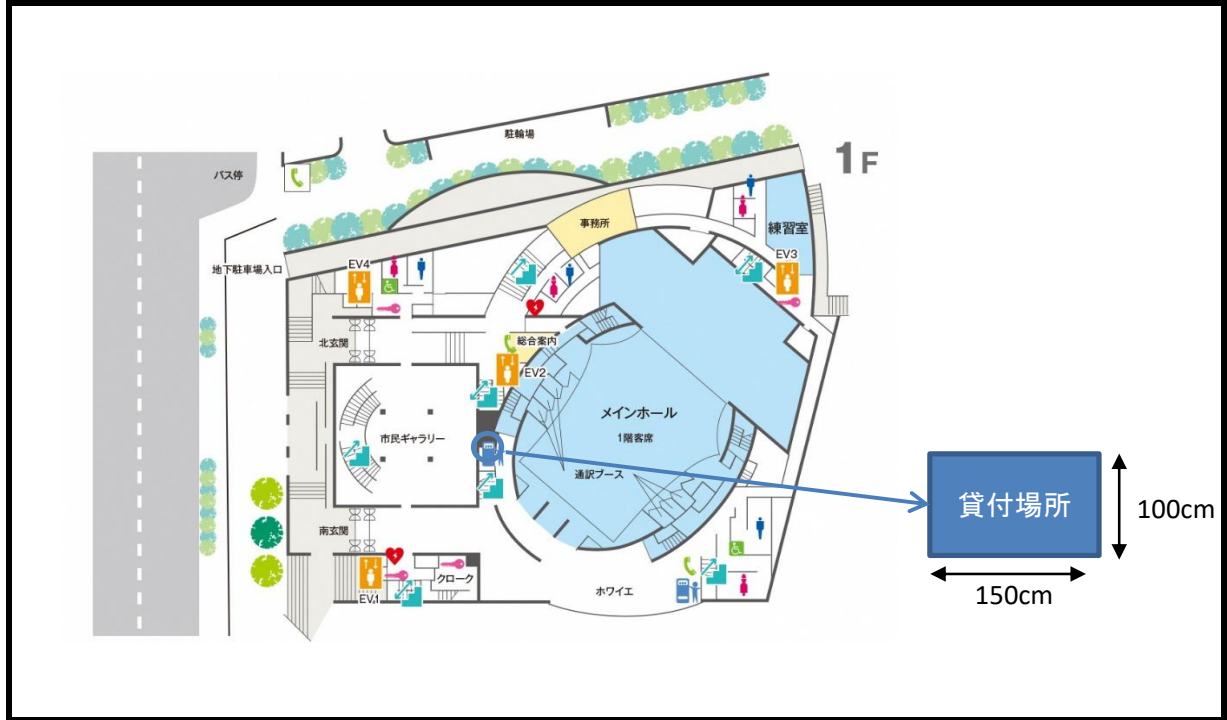 駐輪場
1F
バス停
事務所
練習室
地下駐車場入口
EV4
EV3
北玄関
総合案内
EV2
メインホール
1階客席
市民ギャラリー
通訳ブース
貸付場所
100cm
150cm
南玄関
クローク
EV1
ホワイエ